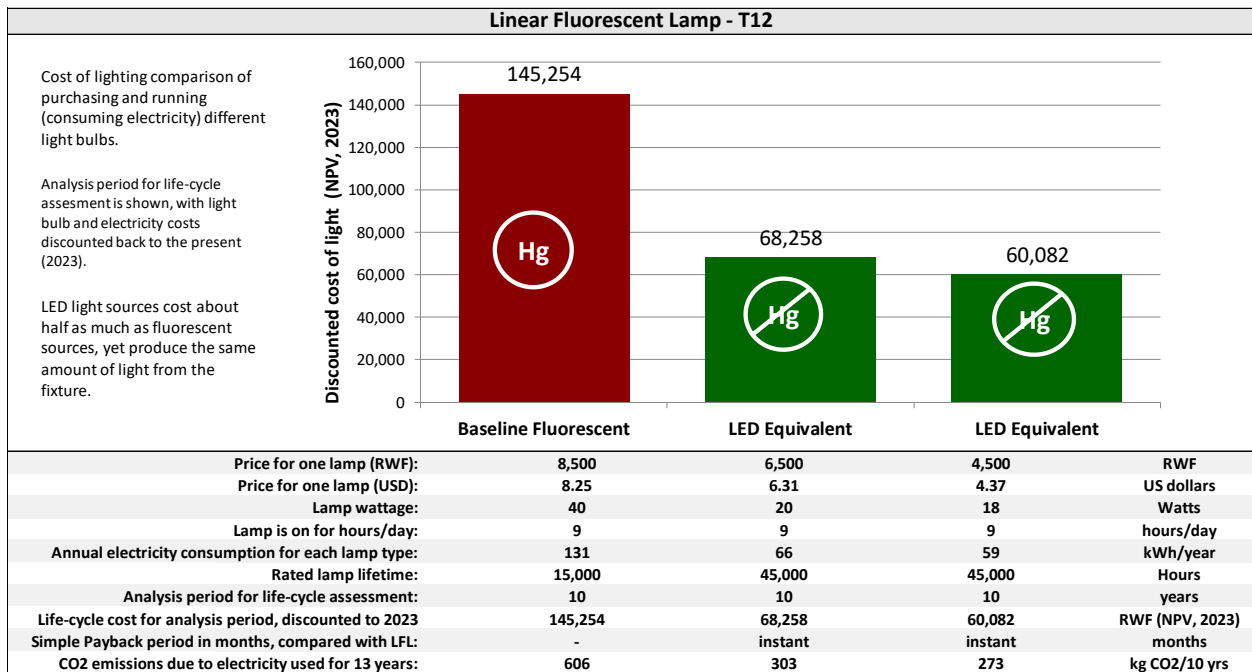 Linear Fluorescent Lamp - T12
Cost of lighting comparison of
purchasing and running
(consuming electricity) different
light bulbs.
Analysis period for life-cycle
assesment is shown, with light
bulb and electricity costs
discounted back to the present
(2023).
LED light sources cost about
half as much as fluorescent
sources, yet produce the same
amount of light from the
fixture.
Discounted cost of light (NPV, 2023)
160,000
140,000
120,000
100,000
80,000
60,000
40,000
20,000
0
145,254
68,258
60,082
Hg
Hg
Hg
Baseline Fluorescent LED Equivalent LED Equivalent
Price for one lamp (RWF): 8,500 6,500 4,500 RWF
Price for one lamp (USD): 8.25 6.31 4.37 US dollars
Lamp wattage: 40 20 18 Watts
Lamp is on for hours/day: 9 9 9 hours/day
Annual electricity consumption for each lamp type: 131 66 59 kWh/year
Rated lamp lifetime: 15,000 45,000 45,000 Hours
Analysis period for life-cycle assessment: 10 10 10 years
Life-cycle cost for analysis period, discounted to 2023 145,254 68,258 60,082 RWF (NPV, 2023)
Simple Payback period in months, compared with LFL: - instant instant months
CO2 emissions due to electricity used for 13 years: 606 303 273 kg CO2/10 yrs